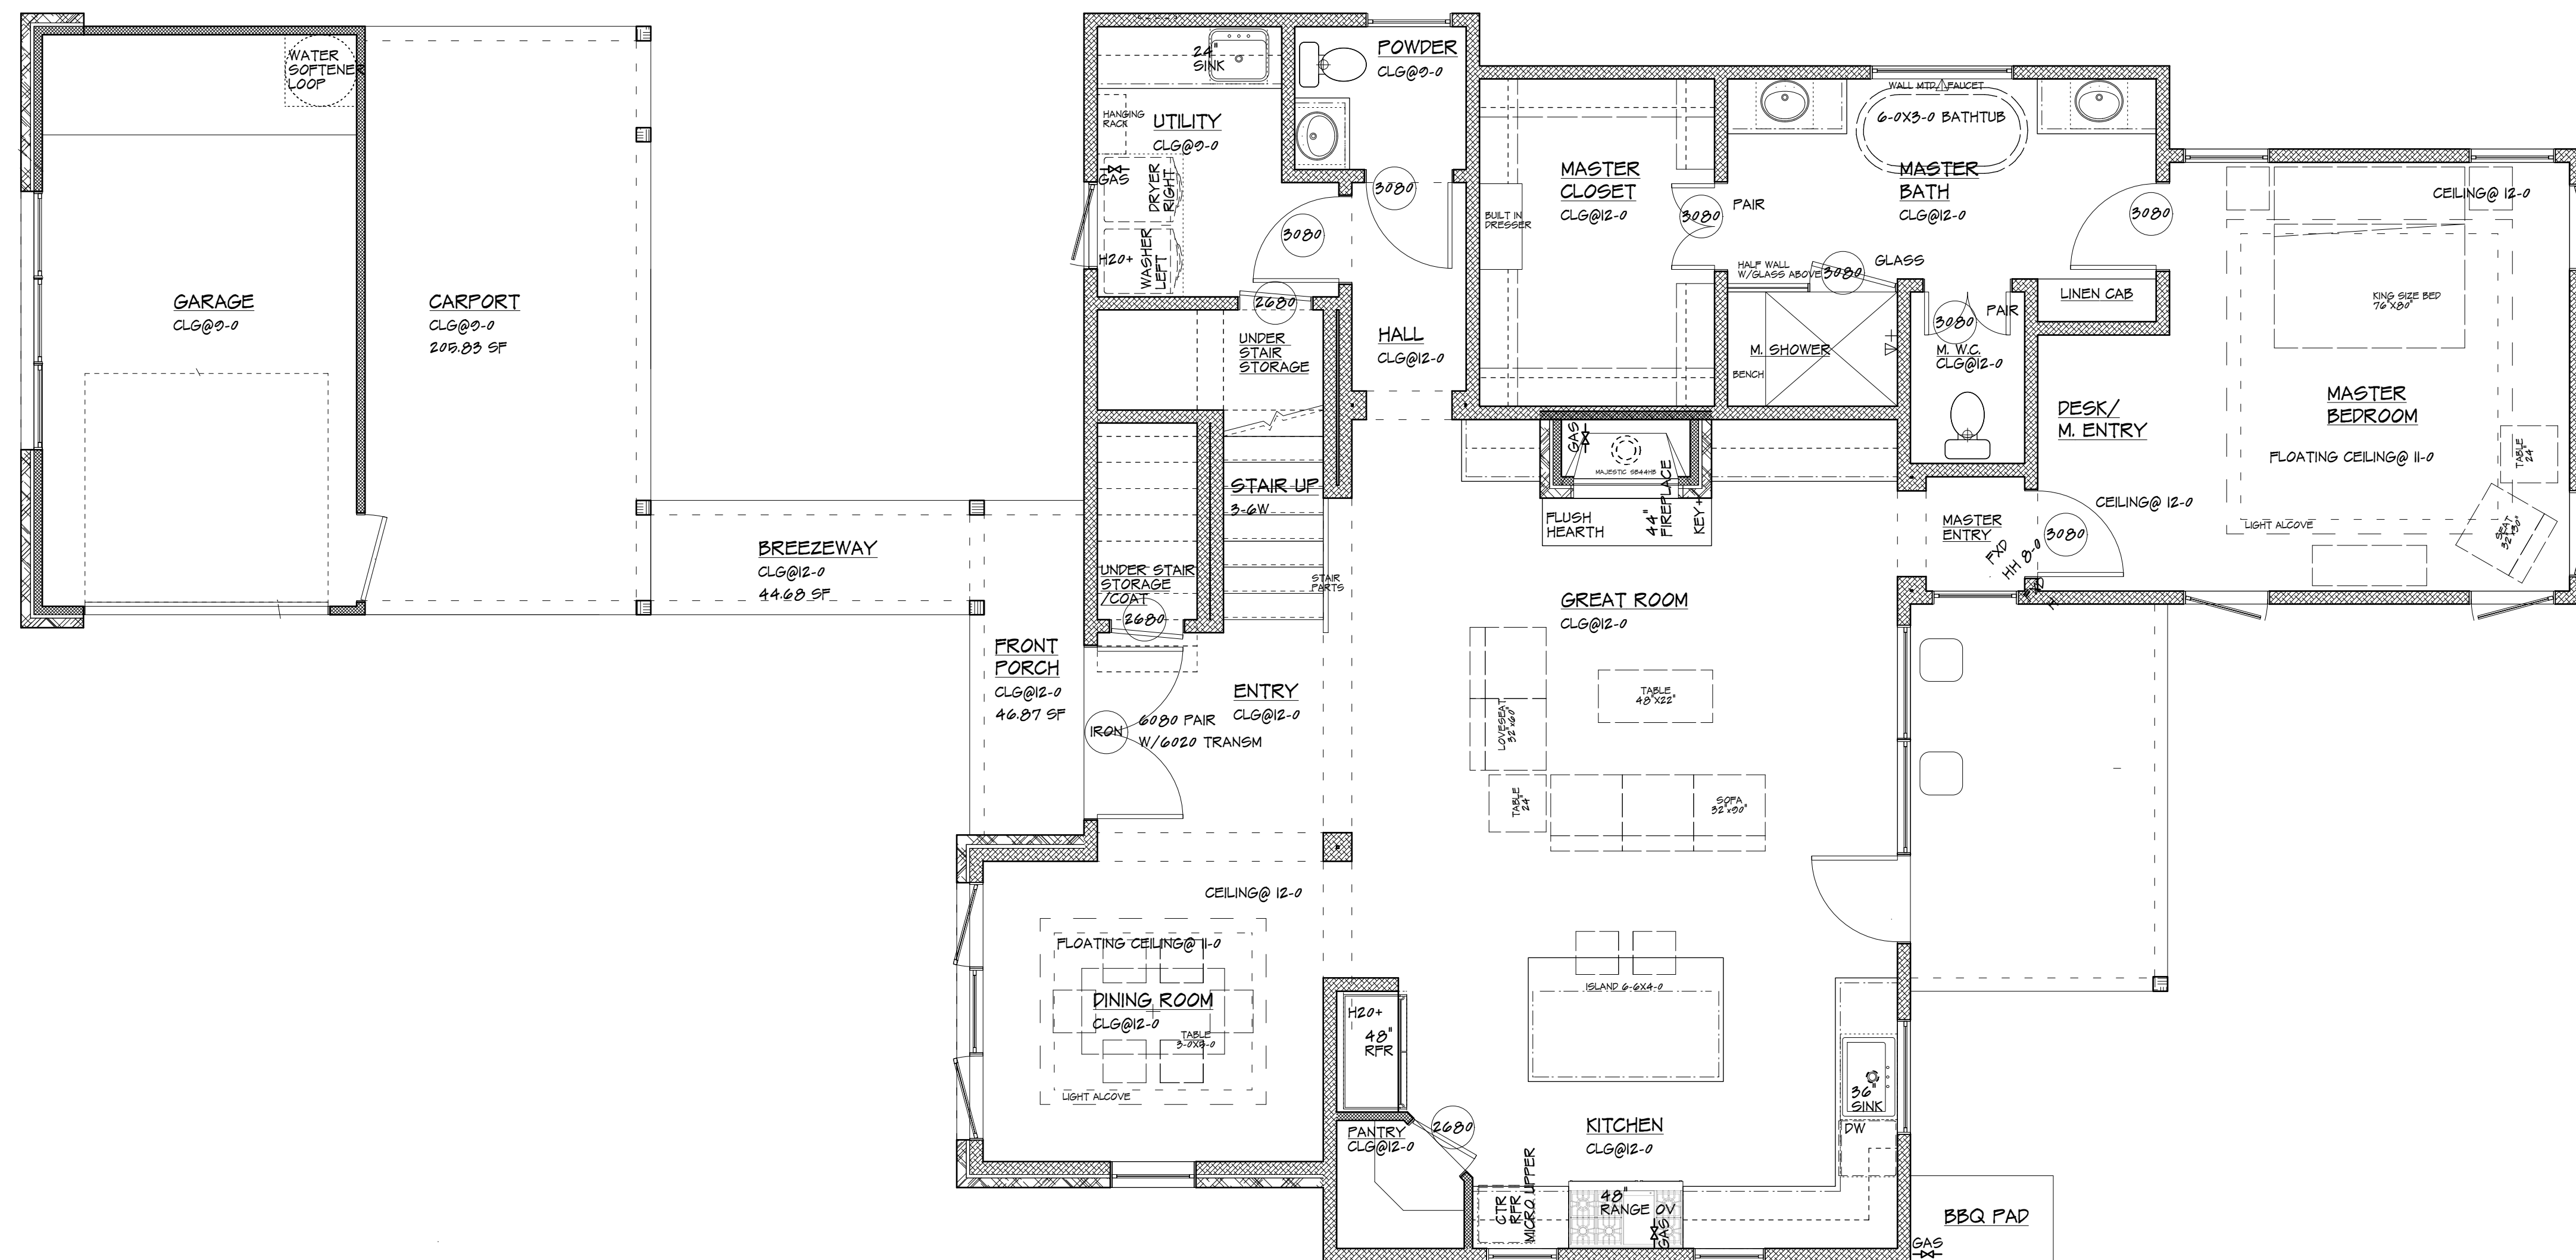 WATER
SOFTENER
LOOP
GARAGE
CLG@9-0
CARPORT
CLG@9-0
205.83 SF
BREEZEWAY
CLG@12-0
44.68 SF
FRONT
PORCH
CLG@12-0
46.87 SF
24"
SINK
HANGING
RACK
UTILITY
CLG@9-0
GAS
DRYER
RIGHT
H20+
WASHER
LEFT
POWDER
CLG@9-0
3080
3080
2680
UNDER
STAIR
STORAGE
HALL
CLG@12-0
STAIR UP
3-6W
UNDER STAIR
STORAGE
/COAT
2680
STAIR
PARTS
ENTRY
CLG@12-0
IRON
6080 PAIR
W/6020 TRANSM
MASTER
CLOSET
CLG@12-0
BUILT IN
DRESSER
3080
PAIR
WALL MTD FAUCET
6-0X3-0 BATHTUB
MASTER
BATH
CLG@12-0
HALF WALL
W/GLASS ABOVE
3080
GLASS
M. SHOWER
BENCH
3080
PAIR
M. W.C.
CLG@12-0
LINEN CAB
3080
CEILING@ 12-0
KING SIZE BED
76"X80"
MASTER
BEDROOM
FLOATING CEILING@ 11-0
TABLE
24"
SEAT
32"X30"
LIGHT ALCOVE
DESK/
M. ENTRY
CEILING@ 12-0
MASTER
ENTRY
3080
FXD
HH 8-0
GAS
MAJESTIC SB44HB
FLUSH
HEARTH
44"
FIREPLACE
KEY+
GREAT ROOM
CLG@12-0
TABLE
48"X22"
LOVESEAT
32"X60"
TABLE
24"
SOFA
32"X90"
CEILING@ 12-0
FLOATING CEILING@ 11-0
DINING ROOM
CLG@12-0
TABLE
LIGHT ALCOVE
ISLAND 6-6X4-0
H20+
48"
RFR
PANTRY
CLG@12-0
2680
KITCHEN
CLG@12-0
36"
SINK
DW
CTR
RFR
MICRO. UPPER
48"
RANGE OV
GAS
BBQ PAD
GAS